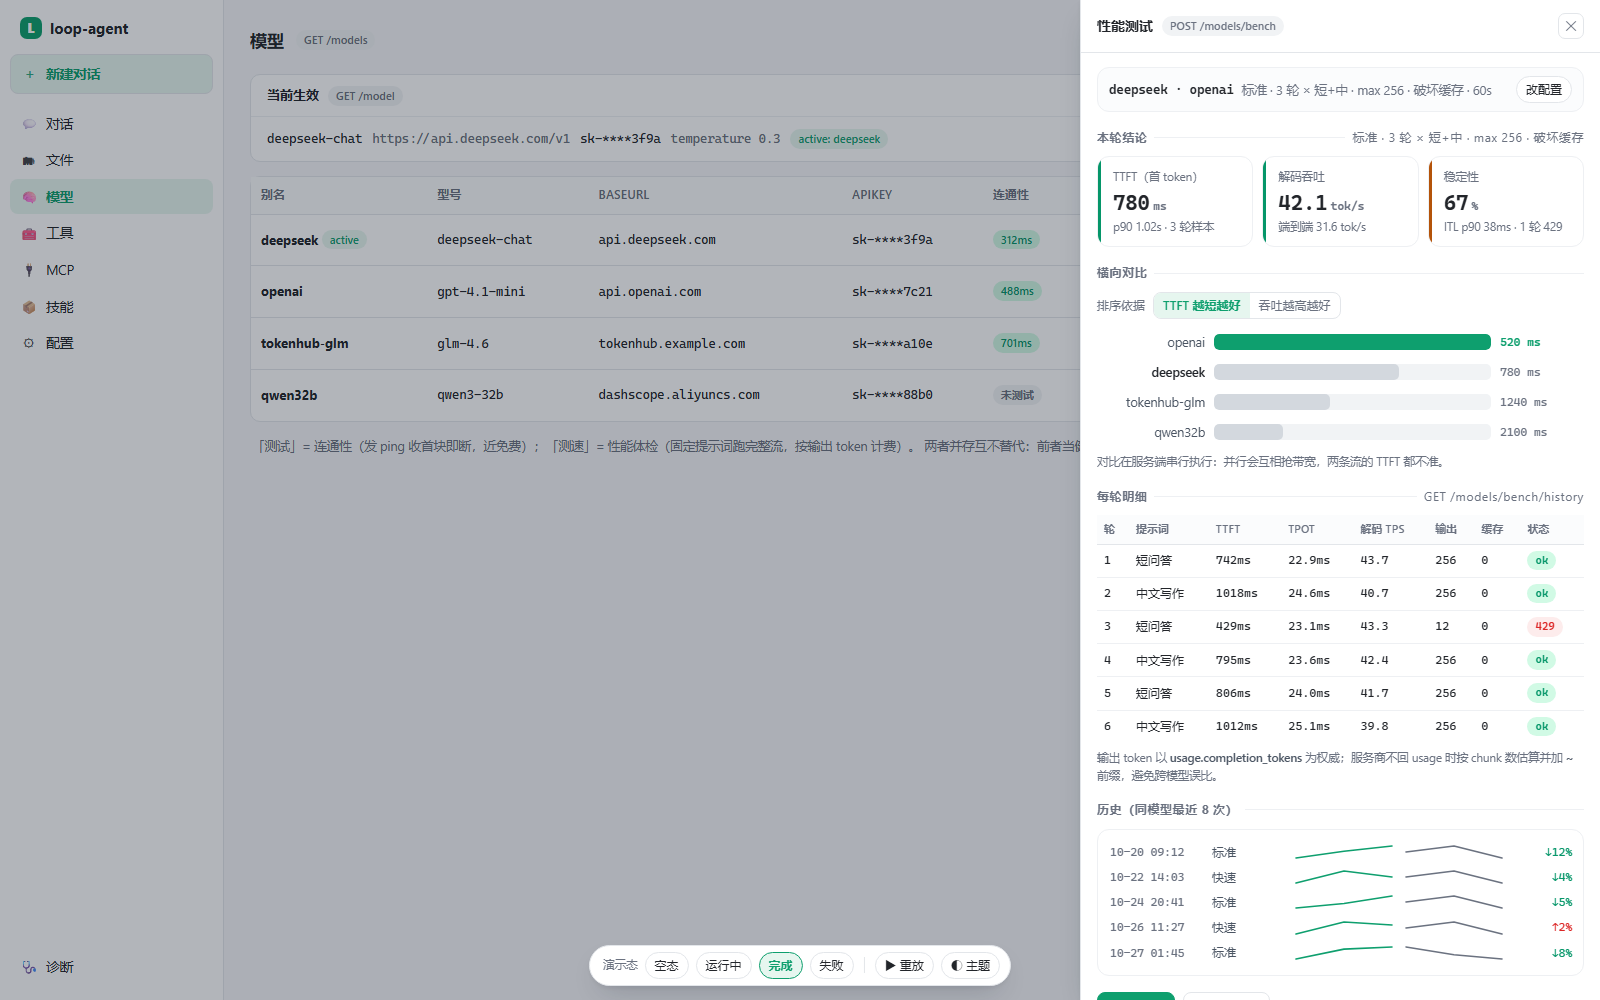 L loop-agent
+ 新建对话
对话
文件
模型
工具
MCP
技能
配置
诊断
模型 GET /models
当前生效 GET /model
deepseek-chat https://api.deepseek.com/v1 sk-****3f9a temperature 0.3 active: deepseek
别名 型号 BASEURL APIKEY 连通性
deepseek active deepseek-chat api.deepseek.com sk-****3f9a 312ms
openai gpt-4.1-mini api.openai.com sk-****7c21 488ms
tokenhub-glm glm-4.6 tokenhub.example.com sk-****a10e 701ms
qwen32b qwen3-32b dashscope.aliyuncs.com sk-****88b0 未测试
「测试」= 连通性（发 ping 收首块即断，近免费）；「测速」= 性能体检（固定提示词跑完整流，按输出 token 计费）。两者并存互不替代：前者当
演示态 空态 运行中 完成 失败 ▶ 重放 ◐ 主题
性能测试 POST /models/bench
deepseek · openai 标准 · 3 轮 × 短+中 · max 256 · 破坏缓存 · 60s 改配置
本轮结论 标准 · 3 轮 × 短+中 · max 256 · 破坏缓存
TTFT（首 token）
780 ms
p90 1.02s · 3 轮样本
解码吞吐
42.1 tok/s
端到端 31.6 tok/s
稳定性
67 %
ITL p90 38ms · 1 轮 429
横向对比
排序依据 TTFT 越短越好 吞吐越高越好
openai 520 ms
deepseek 780 ms
tokenhub-glm 1240 ms
qwen32b 2100 ms
对比在服务端串行执行：并行会互相抢带宽，两条流的 TTFT 都不准。
每轮明细 GET /models/bench/history
轮 提示词 TTFT TPOT 解码 TPS 输出 缓存 状态
1 短问答 742ms 22.9ms 43.7 256 0 ok
2 中文写作 1018ms 24.6ms 40.7 256 0 ok
3 短问答 429ms 23.1ms 43.3 12 0 429
4 中文写作 795ms 23.6ms 42.4 256 0 ok
5 短问答 806ms 24.0ms 41.7 256 0 ok
6 中文写作 1012ms 25.1ms 39.8 256 0 ok
输出 token 以 usage.completion_tokens 为权威；服务商不回 usage 时按 chunk 数估算并加 ~
前缀，避免跨模型误比。
历史（同模型最近 8 次）
10-20 09:12 标准 ↓12%
10-22 14:03 快速 ↓4%
10-24 20:41 标准 ↓5%
10-26 11:27 快速 ↑2%
10-27 01:45 标准 ↓8%